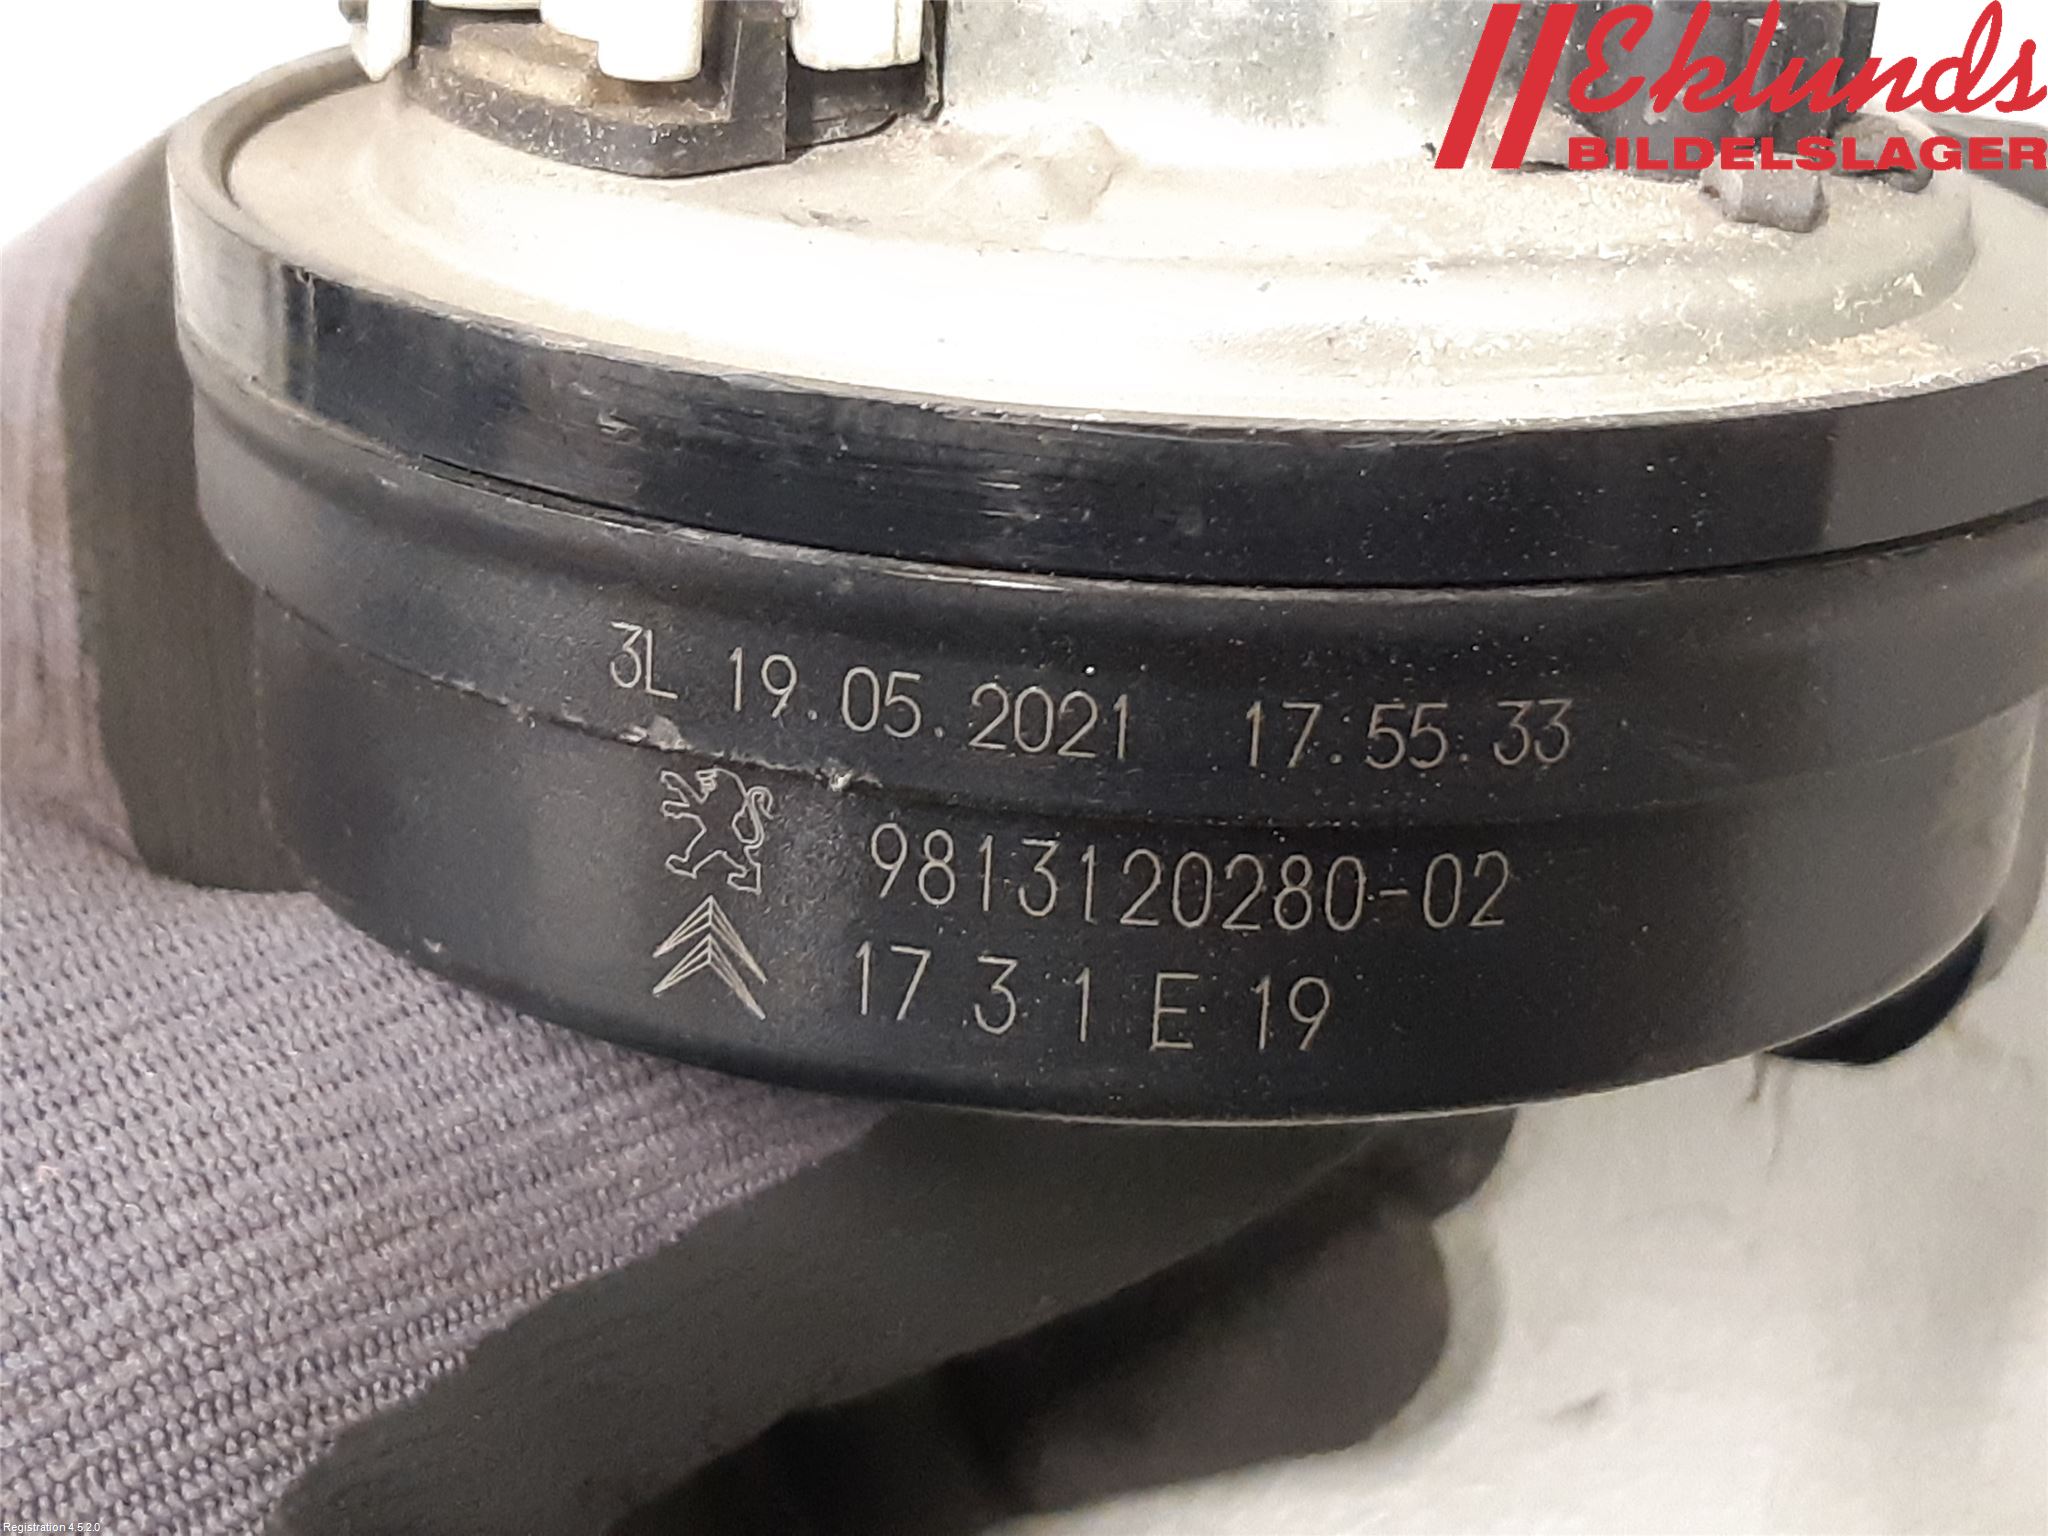 Eklunds
BILDELSLAGER
3L 19.05.2021 17:55:33
9813120280-02
17 3 1 E 19
Registration 4.5.2.0